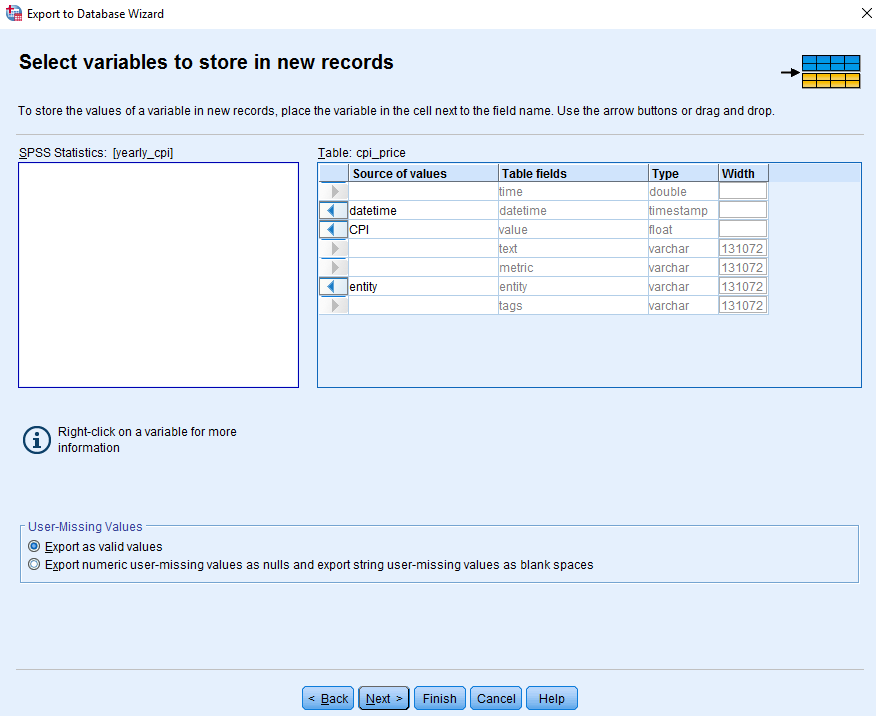 Export to Database Wizard
Select variables to store in new records
To store the values of a variable in new records, place the variable in the cell next to the field name. Use the arrow buttons or drag and drop.
SPSS Statistics: [yearly_cpi] Table: cpi_price
Source of values Table fields Type Width
time double
datetime datetime timestamp
CPI value float
text varchar 131072
metric varchar 131072
entity entity varchar 131072
tags varchar 131072
Right-click on a variable for more
information
User-Missing Values
Export as valid values
Export numeric user-missing values as nulls and export string user-missing values as blank spaces
< Back Next > Finish Cancel Help